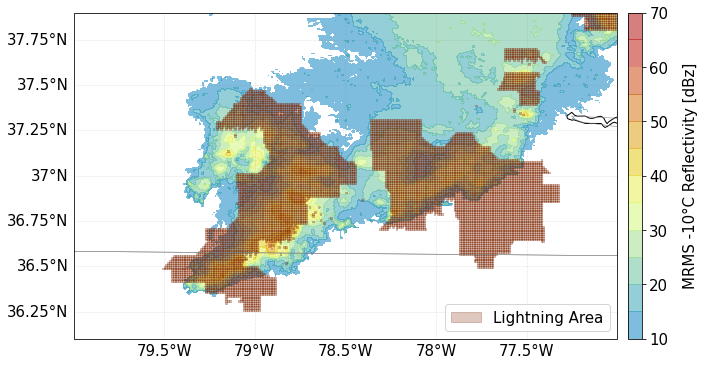 37.75°N
37.5°N
37.25°N
37°N
36.75°N
36.5°N
36.25°N
79.5°W
79°W
78.5°W
78°W
77.5°W
Lightning Area
70
60
50
40
30
20
10
MRMS -10°C Reflectivity [dBz]